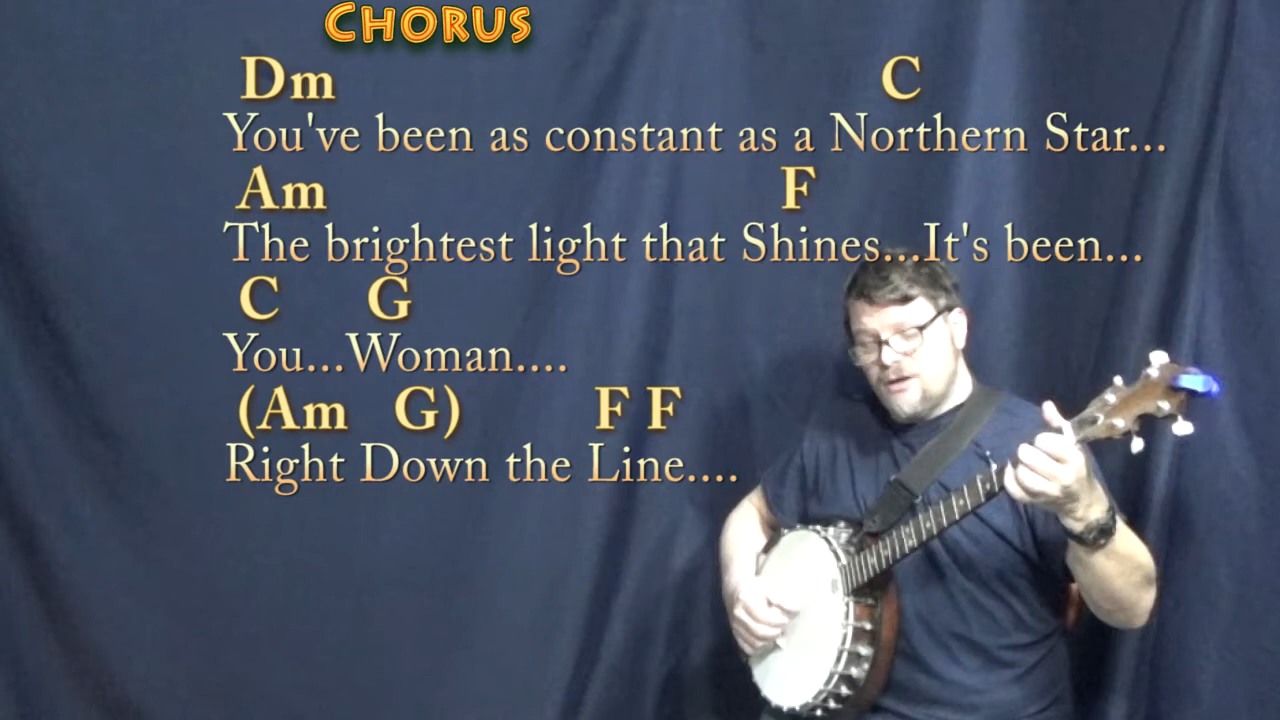 CHORUS
Dm C
You've been as constant as a Northern Star...
Am F
The brightest light that Shines...It's been...
C G
You...Woman....
(Am G) F F
Right Down the Line....